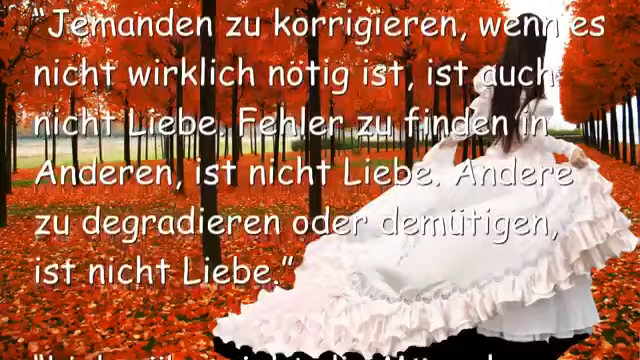 “Jemanden zu korrigieren, wenn es
nicht wirklich nötig ist, ist auch
nicht Liebe. Fehler zu finden in
Anderen, ist nicht Liebe. Andere
zu degradieren oder demütigen,
ist nicht Liebe.”